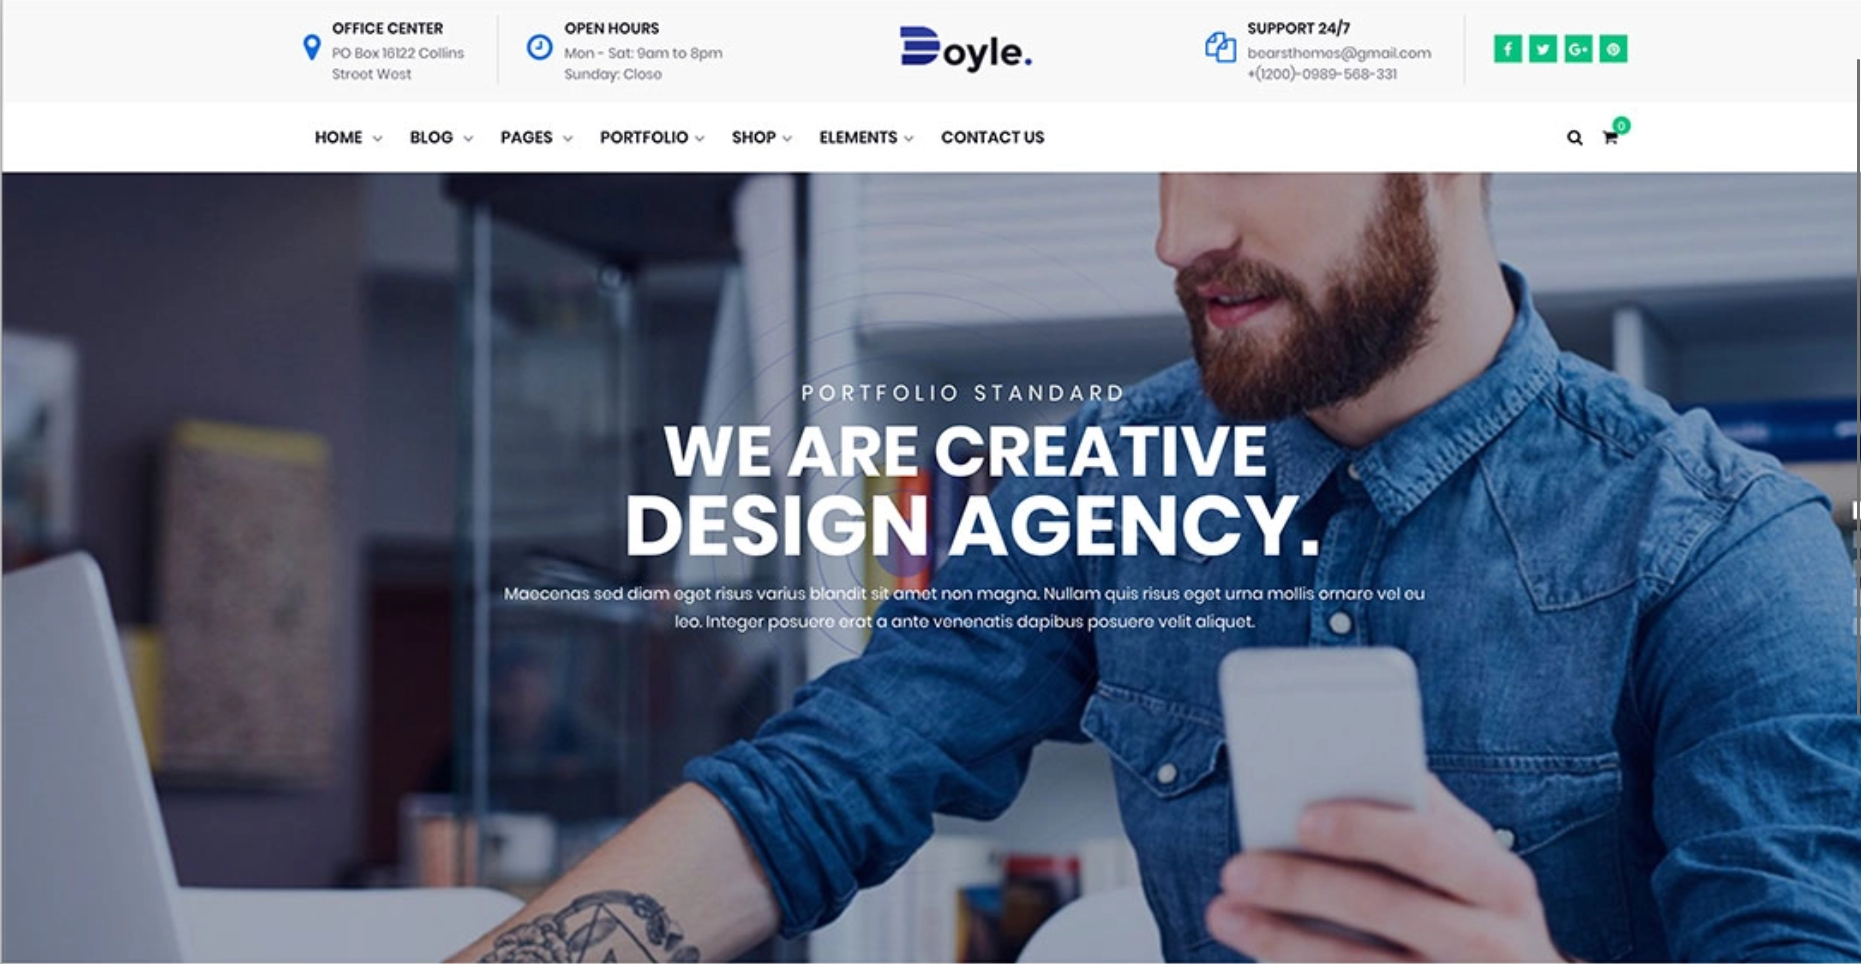 OFFICE CENTER
PO Box 16122 Collins
Street West
OPEN HOURS
Mon - Sat: 9am to 8pm
Sunday: Close
Doyle.
SUPPORT 24/7
bearsthemes@gmail.com
+(1200)-0989-568-331
HOME BLOG PAGES PORTFOLIO SHOP ELEMENTS CONTACT US
0
PORTFOLIO STANDARD
WE ARE CREATIVE
DESIGN AGENCY.
Maecenas sed diam eget risus varius blandit sit amet non magna. Nullam quis risus eget urna mollis ornare vel eu
leo. Integer posuere erat a ante venenatis dapibus posuere velit aliquet.